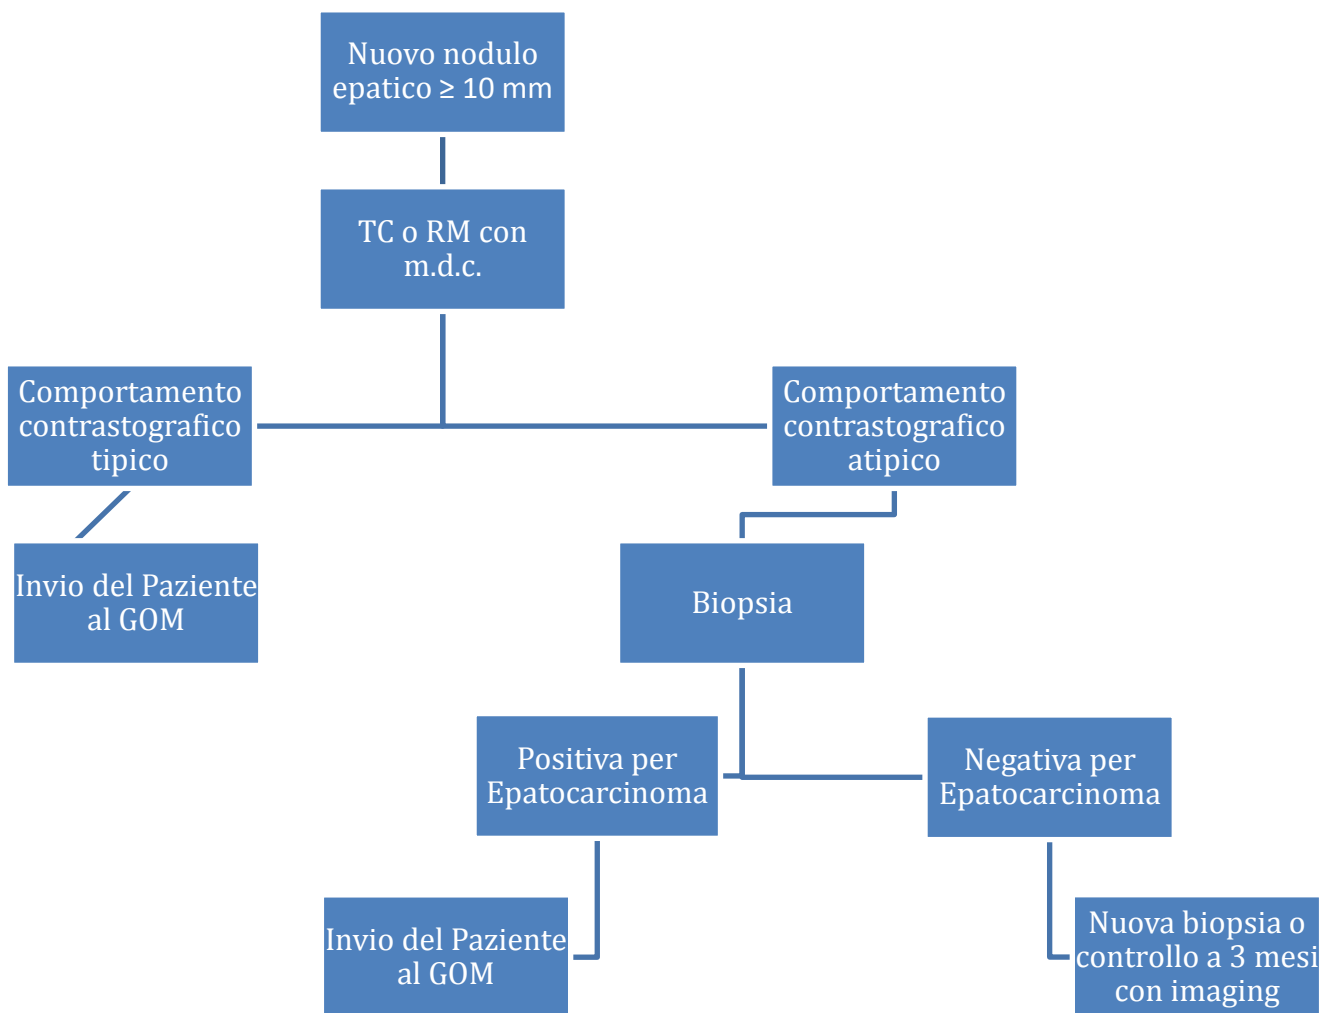 Nuovo nodulo
epatico ≥ 10 mm
TC o RM con
m.d.c.
Comportamento
contrastografico
tipico
Comportamento
contrastografico
atipico
Invio del Paziente
al GOM
Biopsia
Positiva per
Epatocarcinoma
Negativa per
Epatocarcinoma
Invio del Paziente
al GOM
Nuova biopsia o
controllo a 3 mesi
con imaging